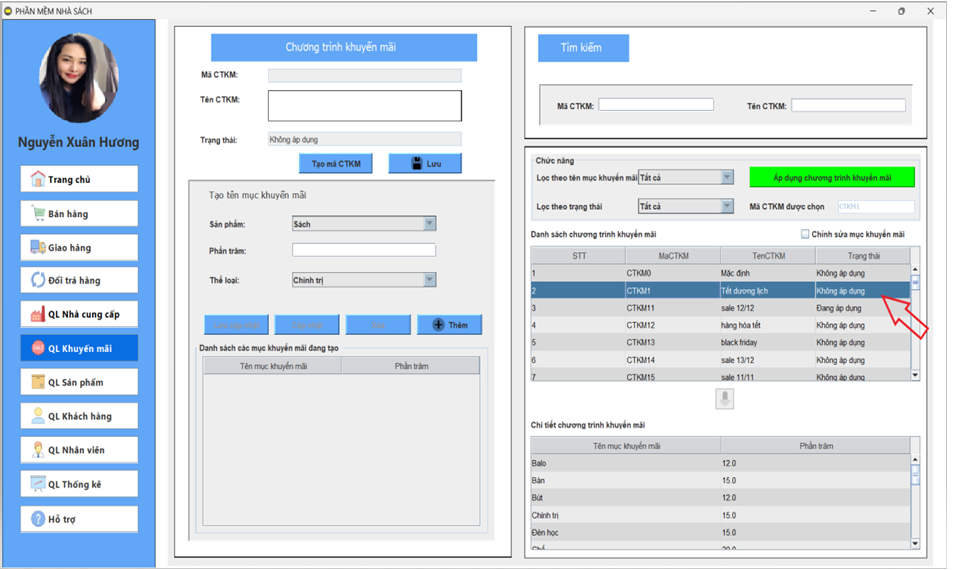 PHẦN MỀM NHÀ SÁCH
Nguyễn Xuân Hương
Trang chủ
Bán hàng
Giao hàng
Đổi trả hàng
QL Nhà cung cấp
QL Khuyến mãi
QL Sản phẩm
QL Khách hàng
QL Nhân viên
QL Thống kê
Hỗ trợ
Chương trình khuyến mãi
Mã CTKM:
Tên CTKM:
Trạng thái: Không áp dụng
Tạo mã CTKM Lưu
Tạo tên mục khuyến mãi
Sản phẩm: Sách
Phần trăm:
Thể loại: Chính trị
Thêm
Danh sách các mục khuyến mãi đang tạo
Tên mục khuyến mãi Phần trăm
Tìm kiếm
Mã CTKM: Tên CTKM:
Chức năng
Lọc theo tên mục khuyến mãi Tất cả Áp dụng chương trình khuyến mãi
Lọc theo trạng thái Tất cả Mã CTKM được chọn CTKM1
Danh sách chương trình khuyến mãi Chỉnh sửa mục khuyến mãi
STT MaCTKM TenCTKM Trạng thái
1 CTKM0 Mặc định Không áp dụng
2 CTKM1 Tết dương lịch Không áp dụng
3 CTKM11 sale 12/12 Đang áp dụng
4 CTKM12 hàng hóa tết Không áp dụng
5 CTKM13 black friday Không áp dụng
6 CTKM14 sale 13/12 Không áp dụng
7 CTKM15 sale 11/11 Không áp dụng
Chi tiết chương trình khuyến mãi
Tên mục khuyến mãi Phần trăm
Balo 12.0
Bàn 15.0
Bút 12.0
Chính trị 15.0
Đèn học 15.0
Ghế 20.0